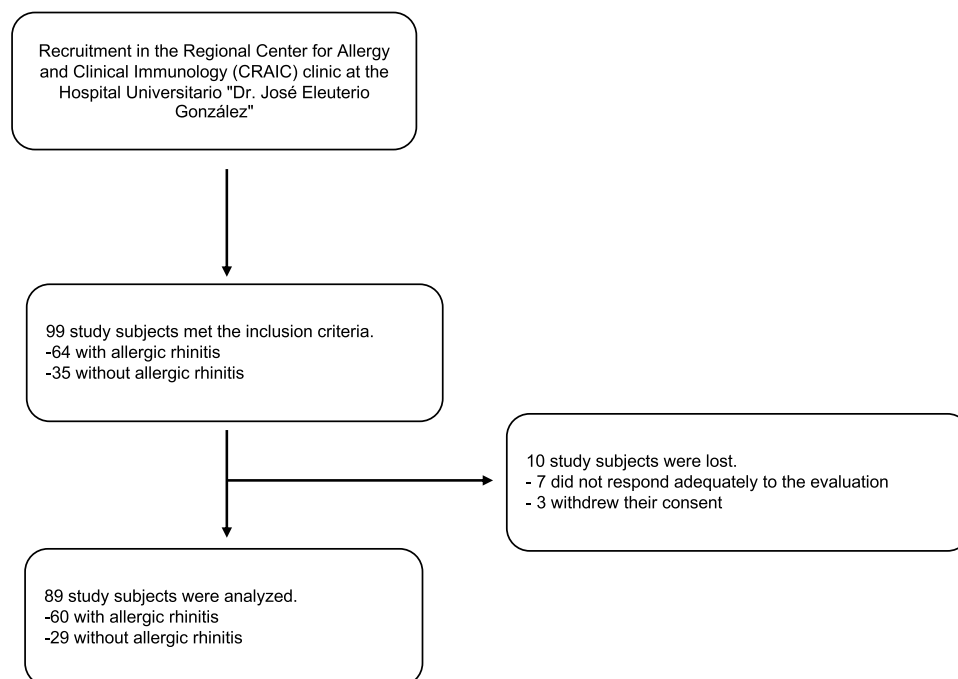 Recruitment in the Regional Center for Allergy
and Clinical Immunology (CRAIC) clinic at the
Hospital Universitario "Dr. José Eleuterio
González"
99 study subjects met the inclusion criteria.
-64 with allergic rhinitis
-35 without allergic rhinitis
10 study subjects were lost.
- 7 did not respond adequately to the evaluation
- 3 withdrew their consent
89 study subjects were analyzed.
-60 with allergic rhinitis
-29 without allergic rhinitis